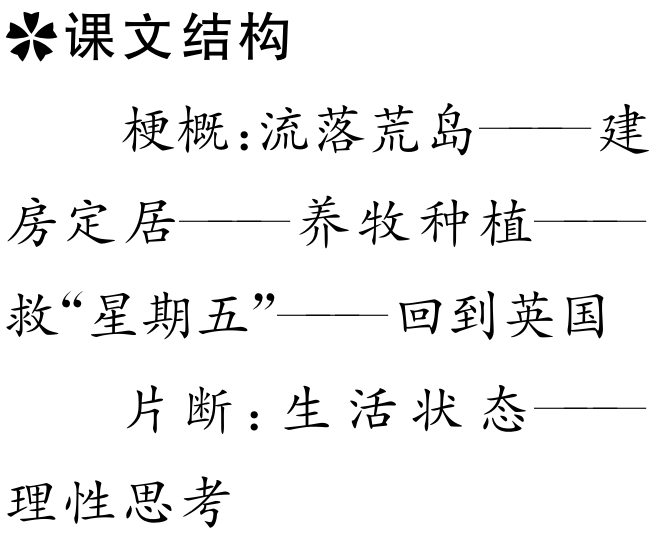 ✽课文结构
梗概:流落荒岛——建
房定居——养牧种植——
救“星期五”——回到英国
片断:生活状态——
理性思考